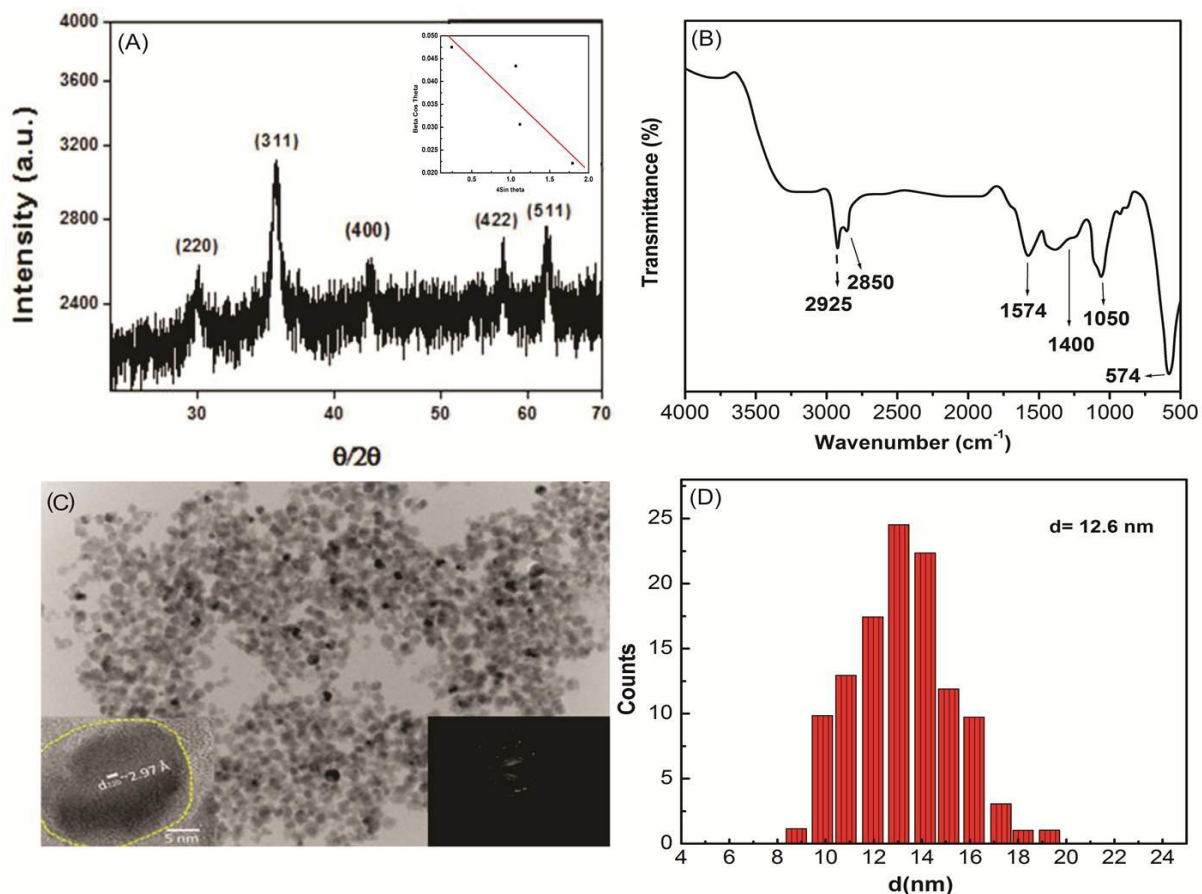 (A)
4000
3600
3200
2800
2400
Intensity (a.u.)
(220)
(311)
(400)
(422)
(511)
30
40
50
60
70
θ/2θ
0.050
0.045
0.040
0.035
0.030
0.025
0.020
Beta Cos Theta
0.5
1.0
1.5
2.0
4Sin theta
(B)
Transmittance (%)
2925
2850
1574
1400
1050
574
4000 3500 3000 2500 2000 1500 1000 500
Wavenumber (cm⁻¹)
(C)
d220~2.97 Å
5 nm
(D)
d= 12.6 nm
25
20
15
10
5
0
Counts
4 6 8 10 12 14 16 18 20 22 24
d(nm)